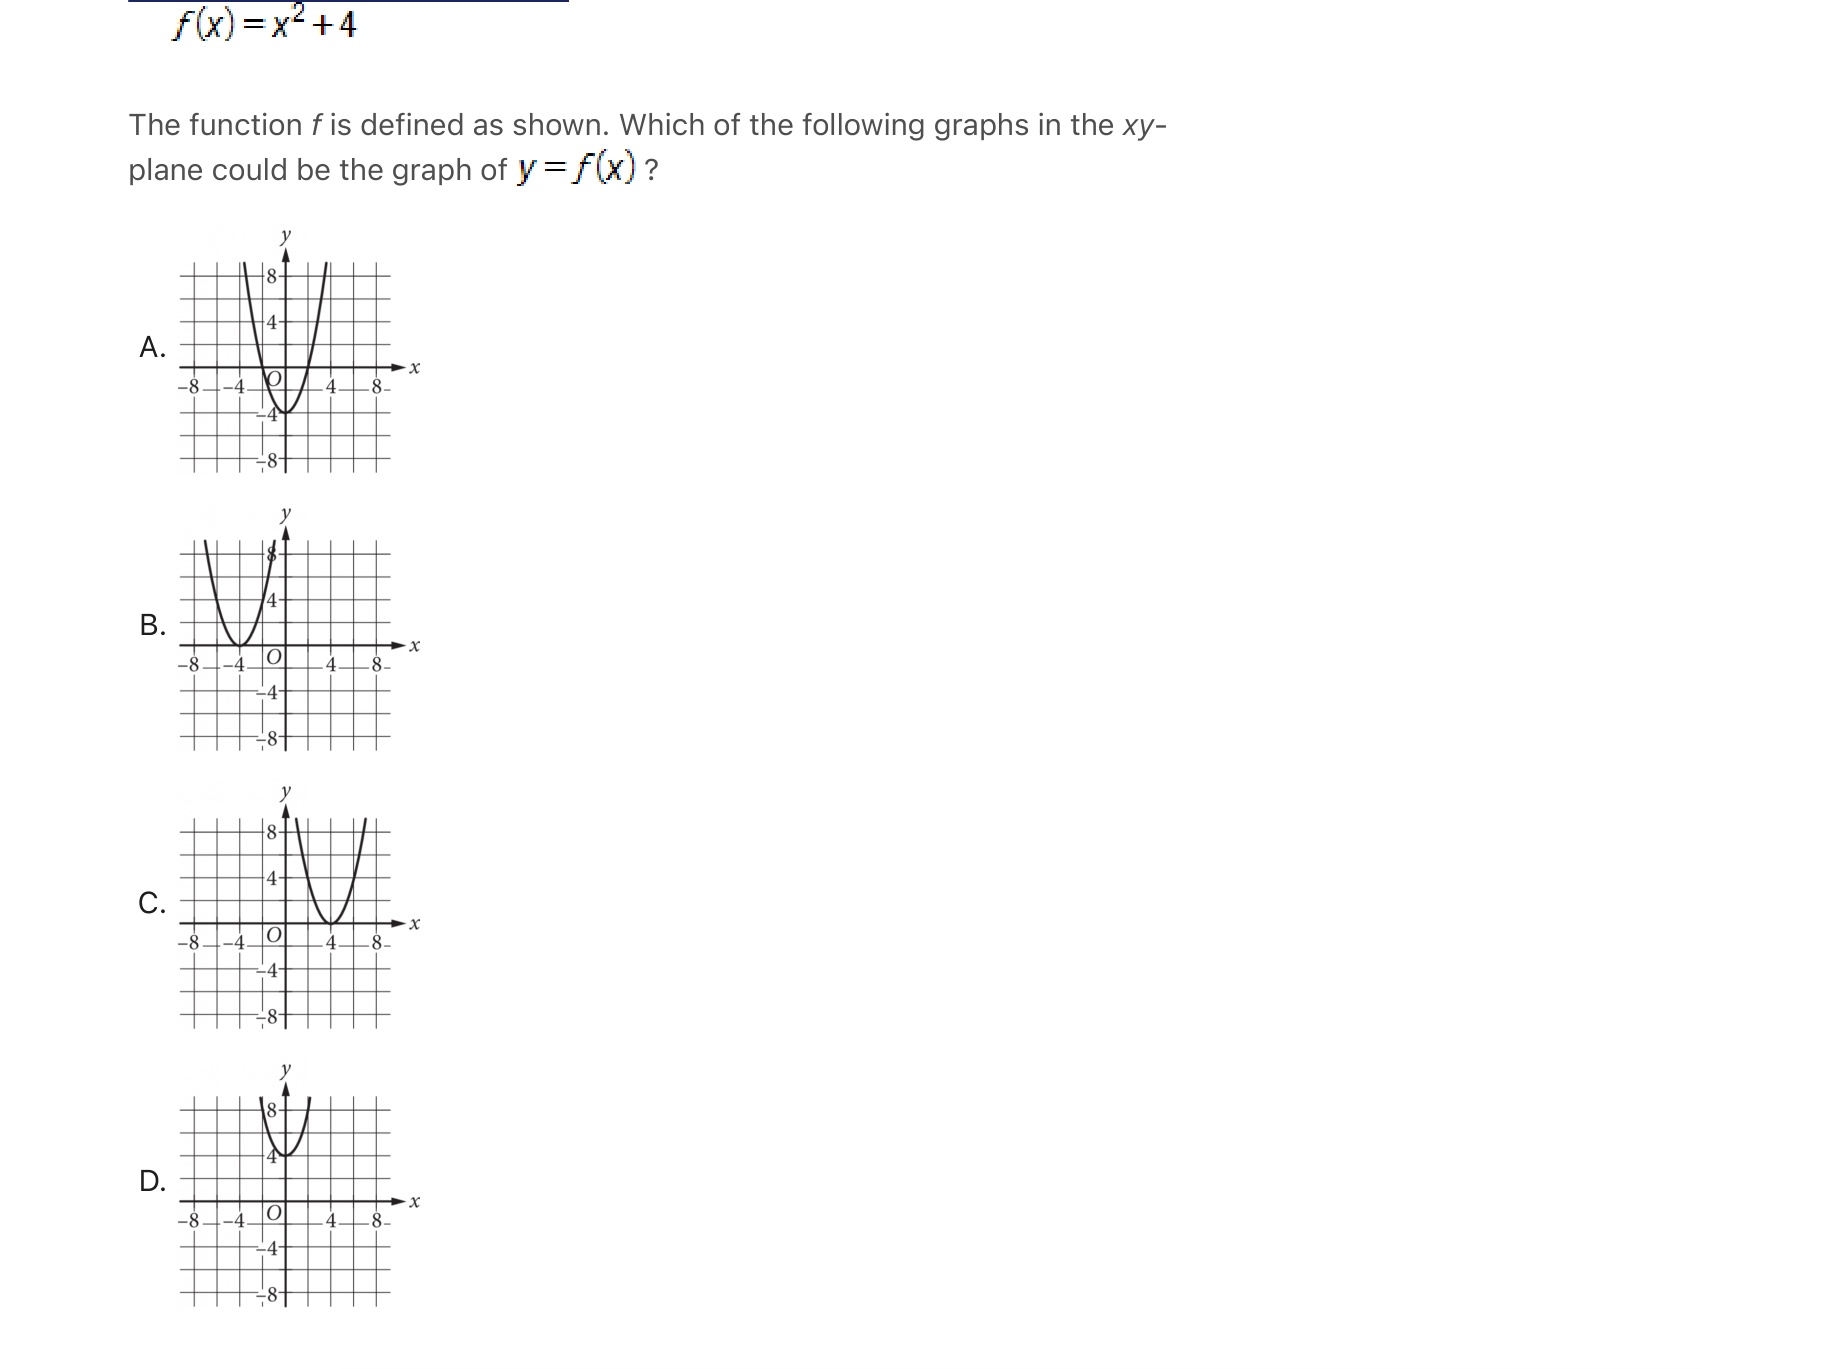 f(x)=x²+4
The function f is defined as shown. Which of the following graphs in the xy-
plane could be the graph of y=f(x) ?
y
8
4
A.
x
−8 −4 O 4 8
−4
−8
y
8
4
B.
x
−8 −4 O 4 8
−4
−8
y
8
4
C.
x
−8 −4 O 4 8
−4
−8
y
8
4
D.
x
−8 −4 O 4 8
−4
−8